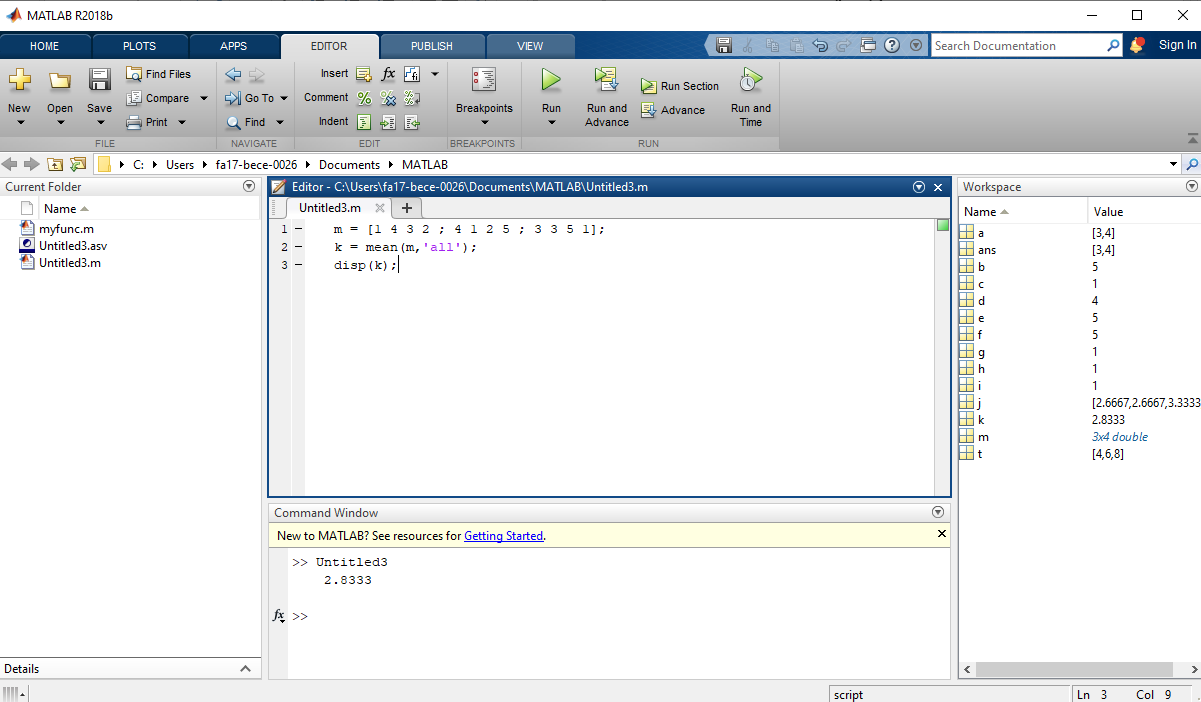 MATLAB R2018b
HOME PLOTS APPS EDITOR PUBLISH VIEW
Search Documentation
Sign In
New
Open
Save
Find Files
Compare
Print
FILE
Go To
Find
NAVIGATE
Insert fx fi
Comment % % %
Indent
EDIT
Breakpoints
BREAKPOINTS
Run
Run and Advance
Run Section
Advance
Run and Time
RUN
C: Users fa17-bece-0026 Documents MATLAB
Current Folder
Name
myfunc.m
Untitled3.asv
Untitled3.m
Details
Editor - C:\Users\fa17-bece-0026\Documents\MATLAB\Untitled3.m
Untitled3.m +
1 – m = [1 4 3 2 ; 4 1 2 5 ; 3 3 5 1];
2 – k = mean(m,'all');
3 – disp(k);
Command Window
New to MATLAB? See resources for Getting Started.
>> Untitled3
2.8333
fx >>
Workspace
Name Value
a [3,4]
ans [3,4]
b 5
c 1
d 4
e 5
f 5
g 1
h 1
i 1
j [2.6667,2.6667,3.3333
k 2.8333
m 3x4 double
t [4,6,8]
script
Ln 3 Col 9